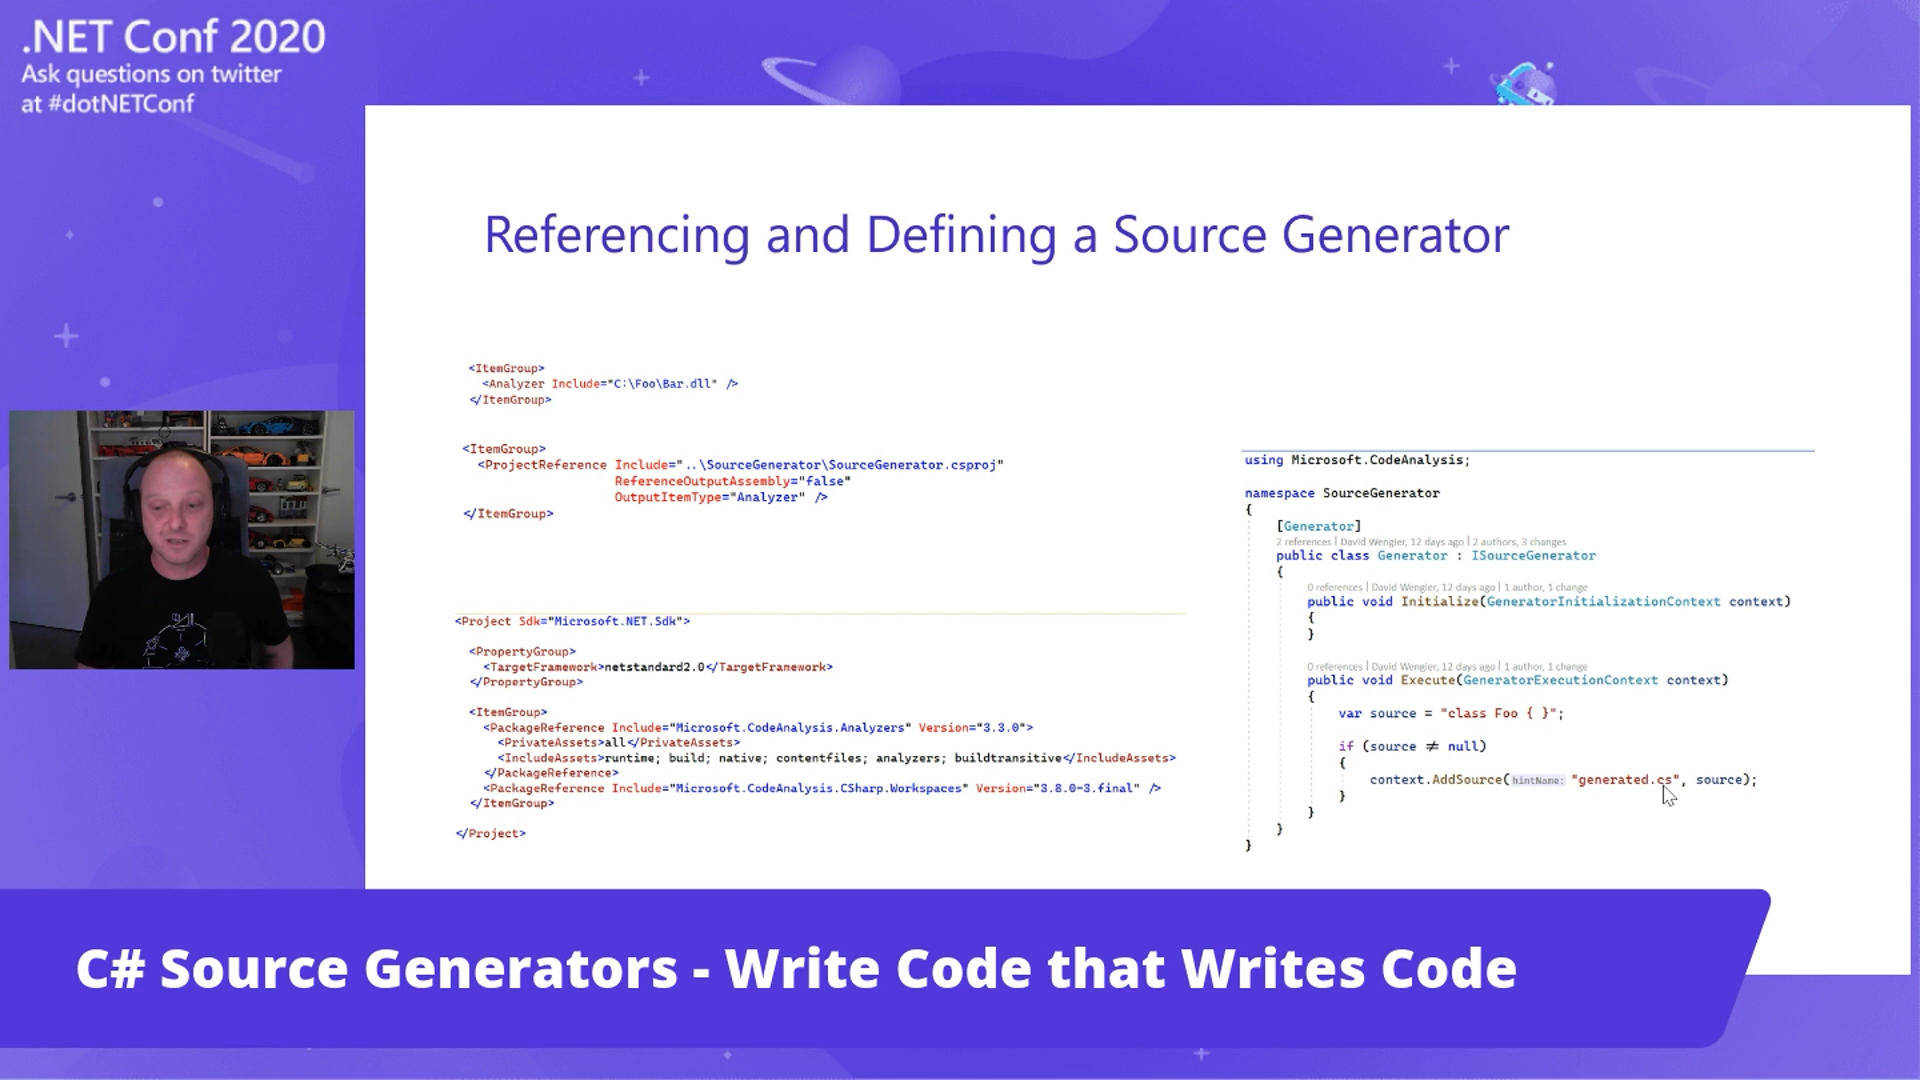 .NET Conf 2020
Ask questions on twitter
at #dotNETConf
Referencing and Defining a Source Generator
<ItemGroup>
<Analyzer Include="C:\Foo\Bar.dll" />
</ItemGroup>
<ItemGroup>
<ProjectReference Include="..\SourceGenerator\SourceGenerator.csproj"
ReferenceOutputAssembly="false"
OutputItemType="Analyzer" />
</ItemGroup>
<Project Sdk="Microsoft.NET.Sdk">
<PropertyGroup>
<TargetFramework>netstandard2.0</TargetFramework>
</PropertyGroup>
<ItemGroup>
<PackageReference Include="Microsoft.CodeAnalysis.Analyzers" Version="3.3.0">
<PrivateAssets>all</PrivateAssets>
<IncludeAssets>runtime; build; native; contentfiles; analyzers; buildtransitive</IncludeAssets>
</PackageReference>
<PackageReference Include="Microsoft.CodeAnalysis.CSharp.Workspaces" Version="3.8.0-3.final" />
</ItemGroup>
</Project>
using Microsoft.CodeAnalysis;
namespace SourceGenerator
{
[Generator]
2 references | David Wengier, 12 days ago | 2 authors, 3 changes
public class Generator : ISourceGenerator
{
0 references | David Wengier, 12 days ago | 1 author, 1 change
public void Initialize(GeneratorInitializationContext context)
{
}
0 references | David Wengier, 12 days ago | 1 author, 1 change
public void Execute(GeneratorExecutionContext context)
{
var source = "class Foo { }";
if (source ≠ null)
{
context.AddSource(hintName: "generated.cs", source);
}
}
}
}
C# Source Generators - Write Code that Writes Code